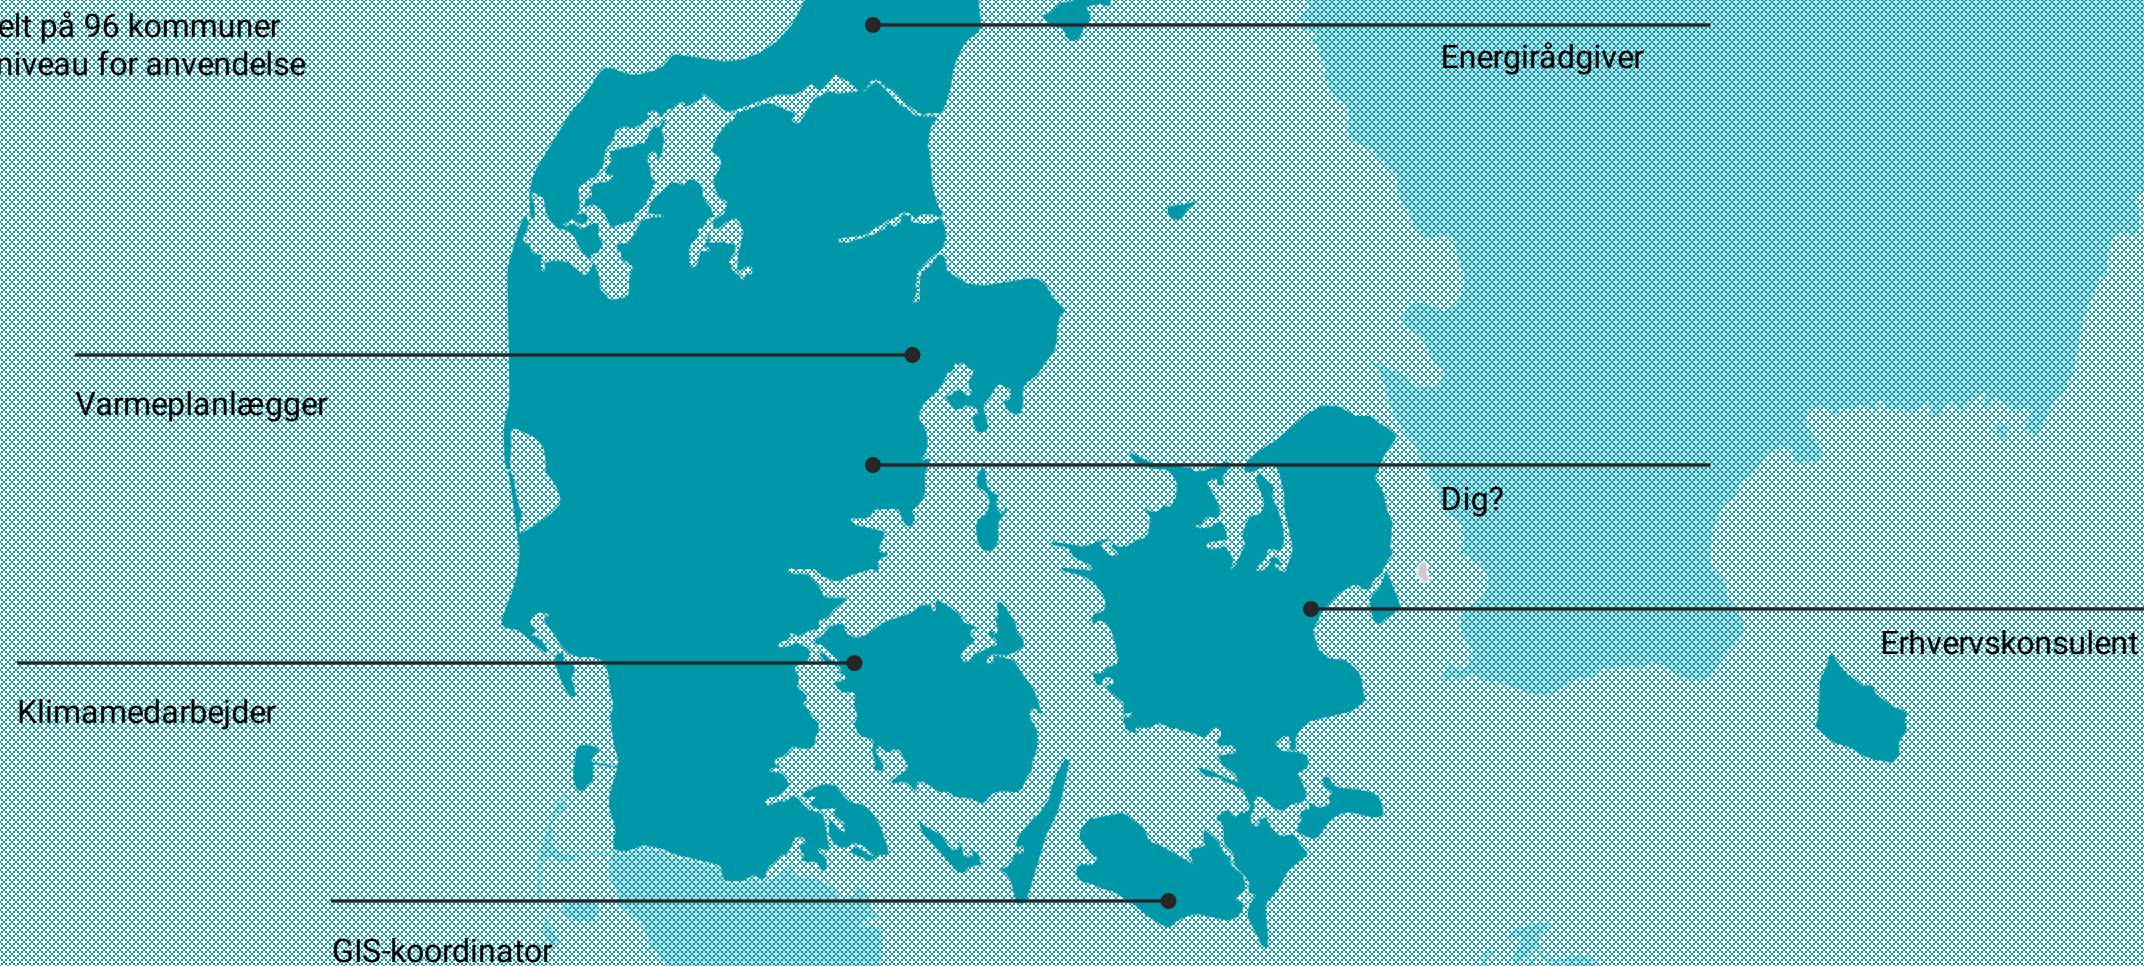 elt på 96 kommuner
niveau for anvendelse
Energirådgiver
Varmeplanlægger
Dig?
Erhvervskonsulent
Klimamedarbejder
GIS-koordinator